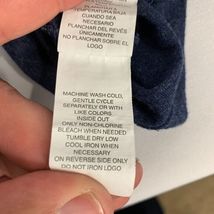 PLANCHAR A
TEMPERATURA BAJA
CUANDO SEA
NECESARIO
PLANCHAR DEL REVÉS
ÚNICAMENTE
NO PLANCHAR SOBRE EL
LOGO
MACHINE WASH COLD,
GENTLE CYCLE
SEPARATELY OR WITH
LIKE COLORS
INSIDE OUT
ONLY NON-CHLORINE
BLEACH WHEN NEEDED
TUMBLE DRY LOW
COOL IRON WHEN
NECESSARY
ON REVERSE SIDE ONLY
DO NOT IRON LOGO